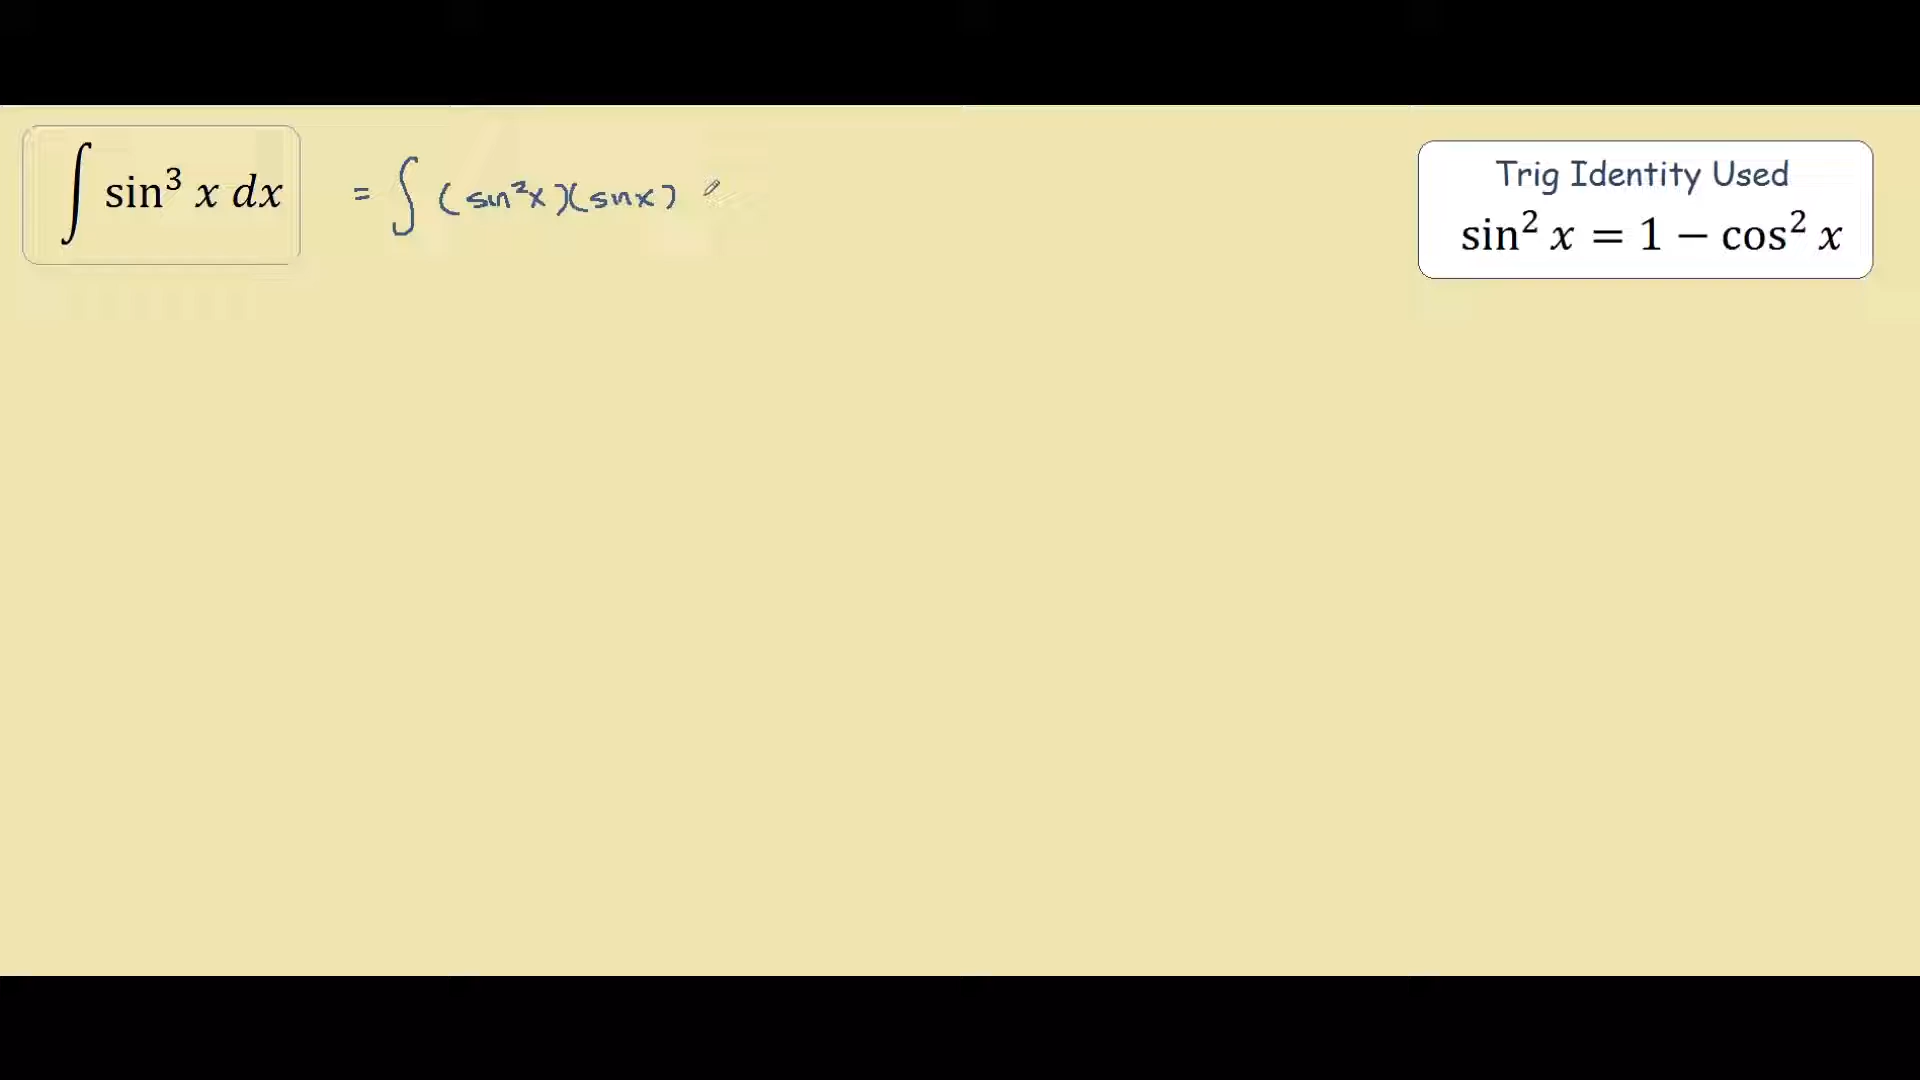 ∫ sin³ x dx = ∫ (sin²x)(sinx)
Trig Identity Used
sin² x = 1 − cos² x